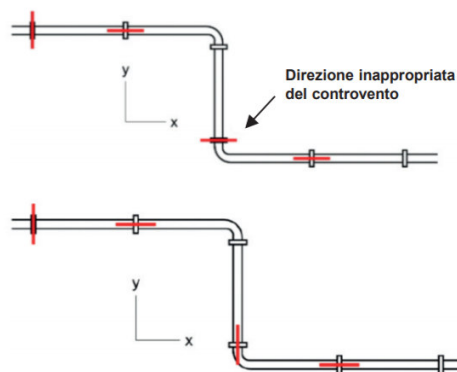 y
x
Direzione inappropriata
del controvento
y
x